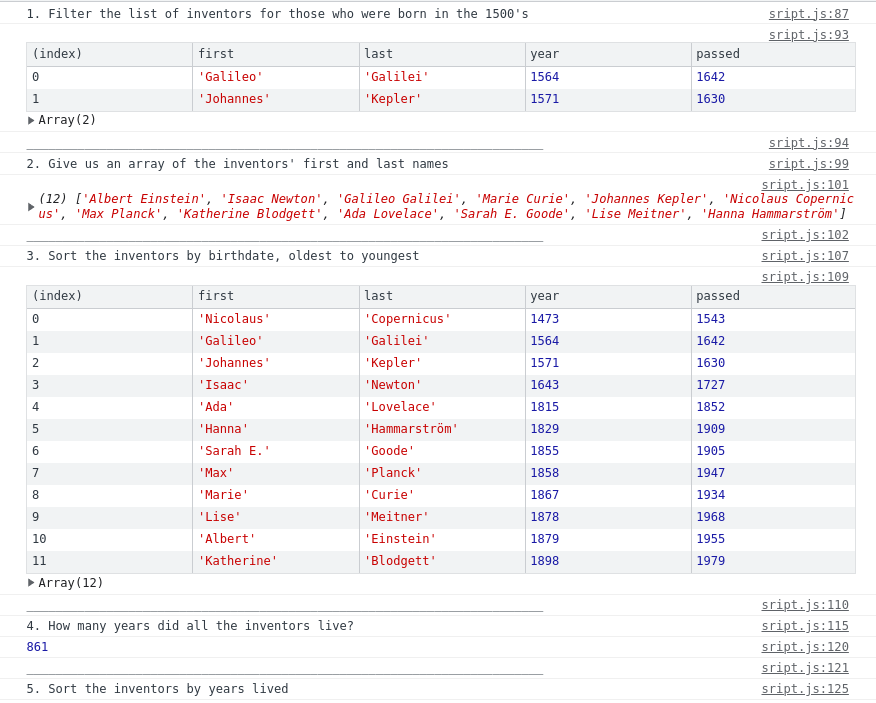 1. Filter the list of inventors for those who were born in the 1500's sript.js:87
sript.js:93
(index) first last year passed
0 'Galileo' 'Galilei' 1564 1642
1 'Johannes' 'Kepler' 1571 1630
Array(2)
sript.js:94
2. Give us an array of the inventors' first and last names sript.js:99
sript.js:101
(12) ['Albert Einstein', 'Isaac Newton', 'Galileo Galilei', 'Marie Curie', 'Johannes Kepler', 'Nicolaus Copernic
us', 'Max Planck', 'Katherine Blodgett', 'Ada Lovelace', 'Sarah E. Goode', 'Lise Meitner', 'Hanna Hammarström']
sript.js:102
3. Sort the inventors by birthdate, oldest to youngest sript.js:107
sript.js:109
(index) first last year passed
0 'Nicolaus' 'Copernicus' 1473 1543
1 'Galileo' 'Galilei' 1564 1642
2 'Johannes' 'Kepler' 1571 1630
3 'Isaac' 'Newton' 1643 1727
4 'Ada' 'Lovelace' 1815 1852
5 'Hanna' 'Hammarström' 1829 1909
6 'Sarah E.' 'Goode' 1855 1905
7 'Max' 'Planck' 1858 1947
8 'Marie' 'Curie' 1867 1934
9 'Lise' 'Meitner' 1878 1968
10 'Albert' 'Einstein' 1879 1955
11 'Katherine' 'Blodgett' 1898 1979
Array(12)
sript.js:110
4. How many years did all the inventors live? sript.js:115
861 sript.js:120
sript.js:121
5. Sort the inventors by years lived sript.js:125